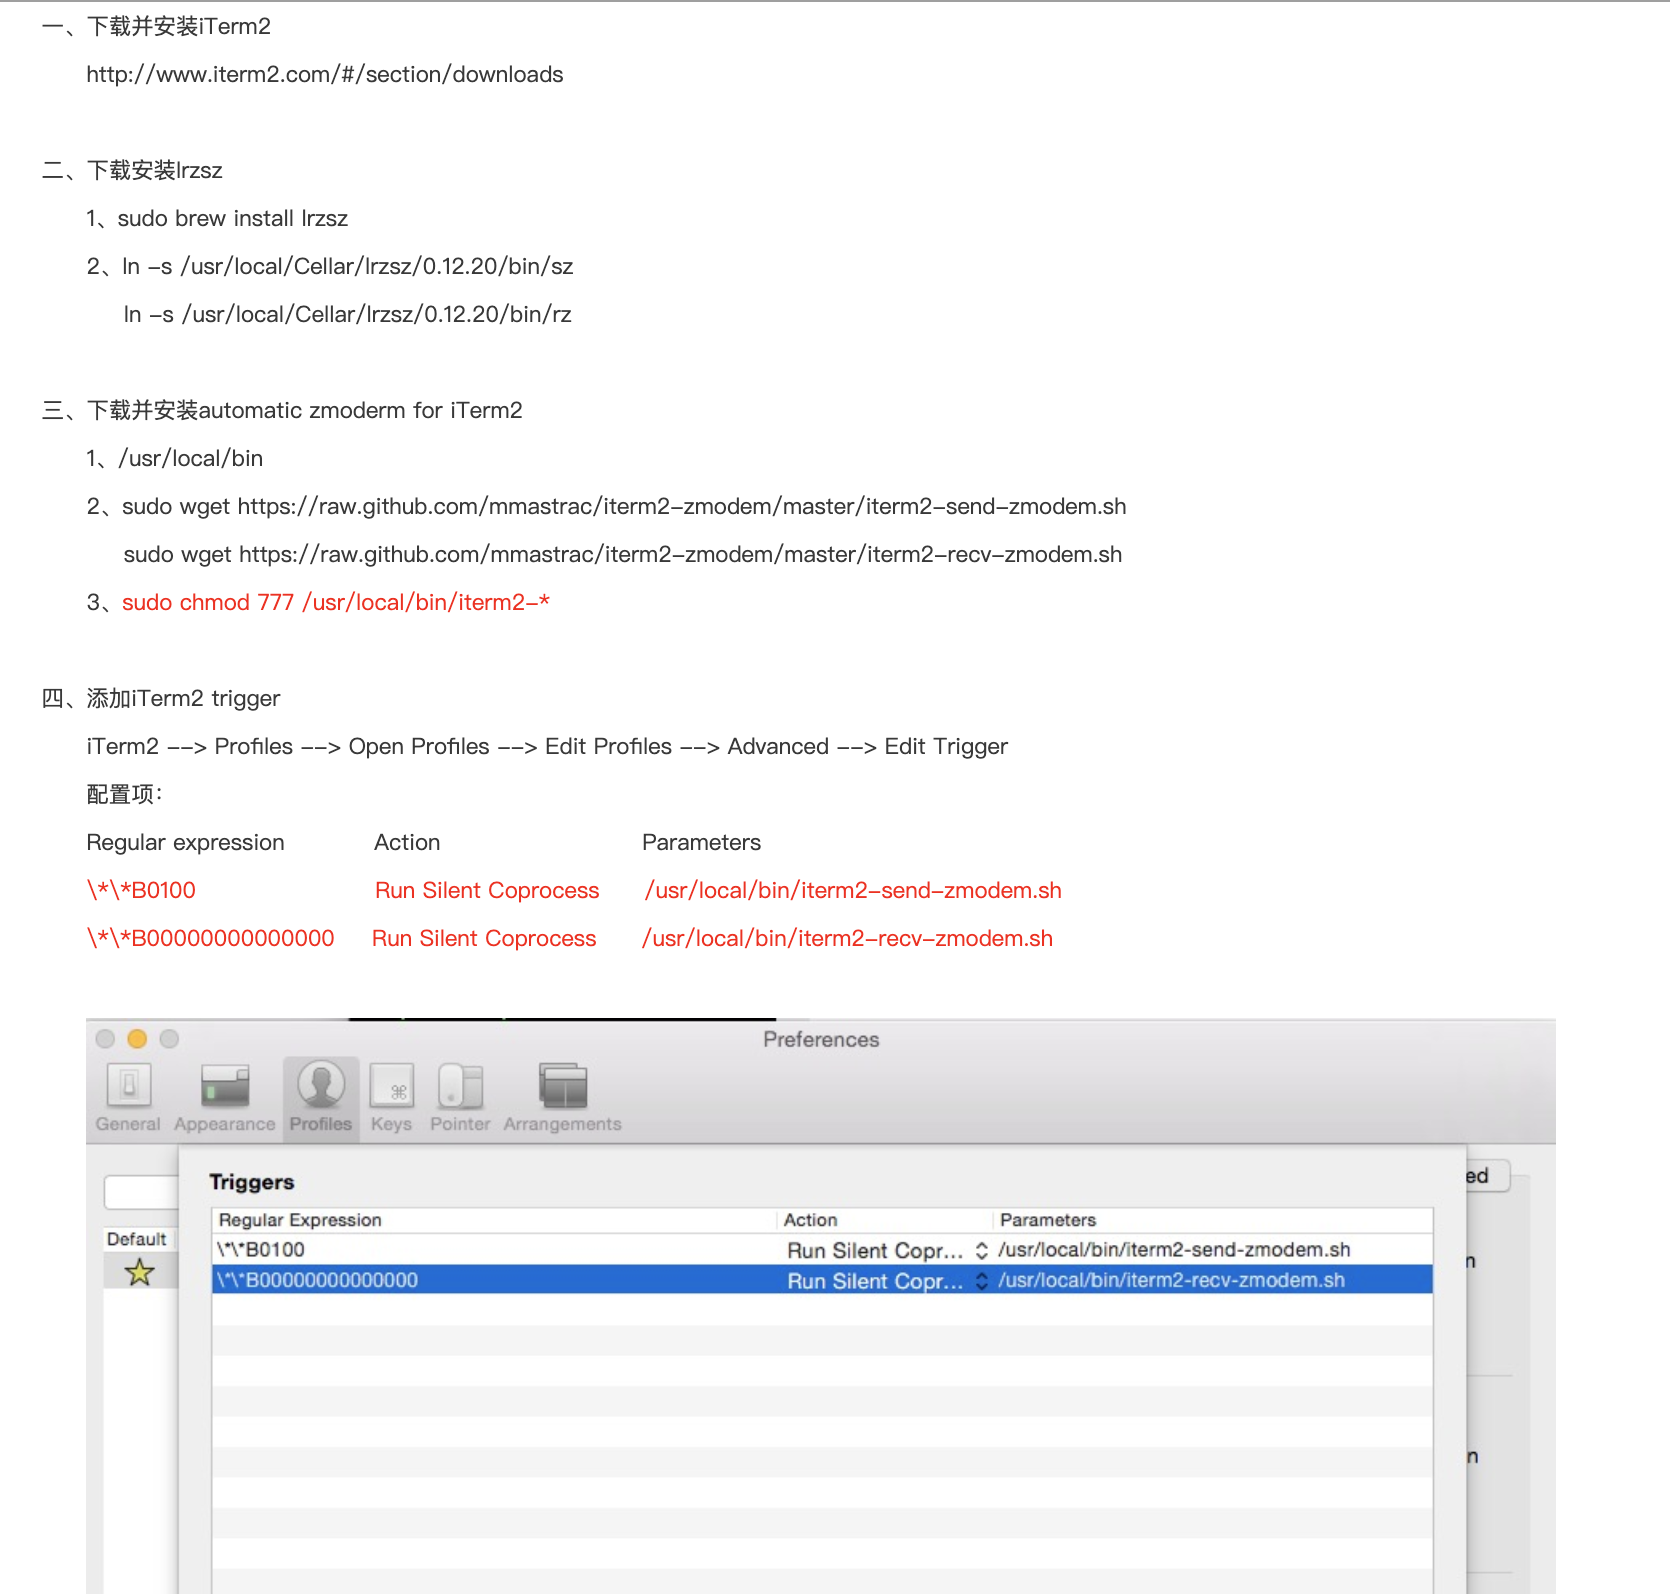 一、下载并安装iTerm2
http://www.iterm2.com/#/section/downloads
二、下载安装lrzsz
1、sudo brew install lrzsz
2、ln –s /usr/local/Cellar/lrzsz/0.12.20/bin/sz
ln –s /usr/local/Cellar/lrzsz/0.12.20/bin/rz
三、下载并安装automatic zmoderm for iTerm2
1、/usr/local/bin
2、sudo wget https://raw.github.com/mmastrac/iterm2–zmodem/master/iterm2–send–zmodem.sh
sudo wget https://raw.github.com/mmastrac/iterm2–zmodem/master/iterm2–recv–zmodem.sh
3、sudo chmod 777 /usr/local/bin/iterm2–*
四、添加iTerm2 trigger
iTerm2 ––> Profiles ––> Open Profiles ––> Edit Profiles ––> Advanced ––> Edit Trigger
配置项：
Regular expression Action Parameters
\*\*B0100 Run Silent Coprocess /usr/local/bin/iterm2–send–zmodem.sh
\*\*B00000000000000 Run Silent Coprocess /usr/local/bin/iterm2–recv–zmodem.sh
Preferences
General Appearance Profiles Keys Pointer Arrangements
Triggers
ed
Regular Expression Action Parameters
Default
\*\*B0100 Run Silent Copr... /usr/local/bin/iterm2-send-zmodem.sh
\*\*B00000000000000 Run Silent Copr... /usr/local/bin/iterm2-recv-zmodem.sh
n
n